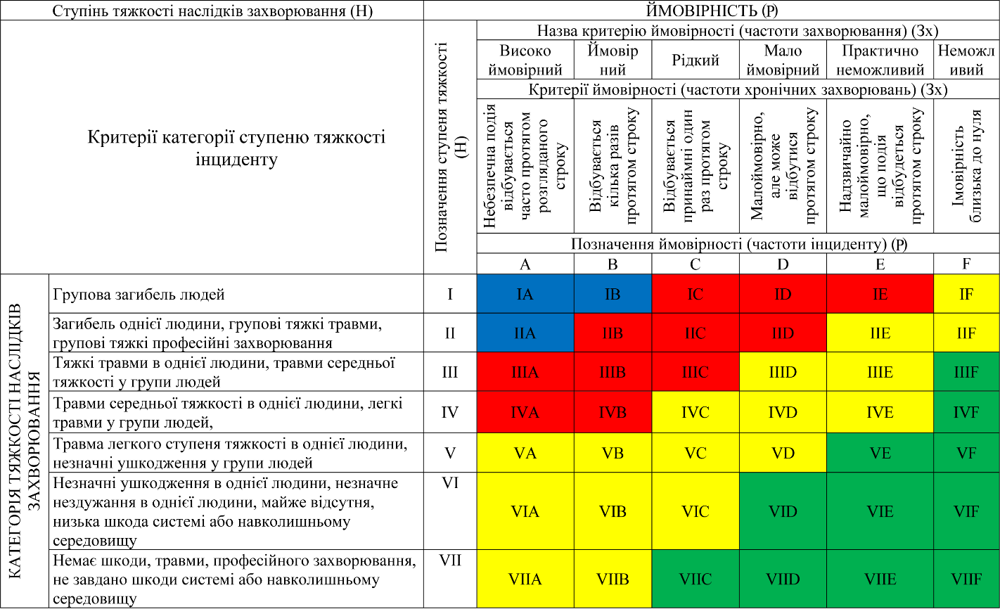 Ступінь тяжкості наслідків захворювання (Н)
ЙМОВІРНІСТЬ (Р)
Критерії категорії ступеню тяжкості
інциденту
Позначення ступеня тяжкості
(Н)
Назва критерію ймовірності (частоти захворювання) (Зх)
Високо
ймовірний
Ймовір
ний
Рідкий
Мало
ймовірний
Практично
неможливий
Неможл
ивий
Критерії ймовірності (частоти хронічних захворювань) (Зх)
Небезпечна подія
відбувається
часто протягом
розгляданого
строку
Відбувається
кілька разів
протягом строку
Відбувається
принаймні один
раз протягом
строку
Малоймовірно,
але може
відбутися
протягом строку
Надзвичайно
малоймовірно,
що подія
відбудеться
протягом строку
Імовірність
близька до нуля
Позначення ймовірності (частоти інциденту) (Р)
A
B
C
D
E
F
КАТЕГОРІЯ ТЯЖКОСТІ НАСЛІДКІВ
ЗАХВОРЮВАННЯ
Групова загибель людей
I
IA
IB
IC
ID
IE
IF
Загибель однієї людини, групові тяжкі травми,
групові тяжкі професійні захворювання
II
IIA
IIB
IIC
IID
IIE
IIF
Тяжкі травми в однієї людини, травми середньої
тяжкості у групи людей
III
IIIA
IIIB
IIIC
IIID
IIIE
IIIF
Травми середньої тяжкості в однієї людини, легкі
травми у групи людей,
IV
IVA
IVB
IVC
IVD
IVE
IVF
Травма легкого ступеня тяжкості в однієї людини,
незначні ушкодження у групи людей
V
VA
VB
VC
VD
VE
VF
Незначні ушкодження в однієї людини, незначне
нездужання в однієї людини, майже відсутня,
низька шкода системі або навколишньому
середовищу
VI
VIA
VIB
VIC
VID
VIE
VIF
Немає шкоди, травми, професійного захворювання,
не завдано шкоди системі або навколишньому
середовищу
VII
VIIA
VIIB
VIIC
VIID
VIIE
VIIF